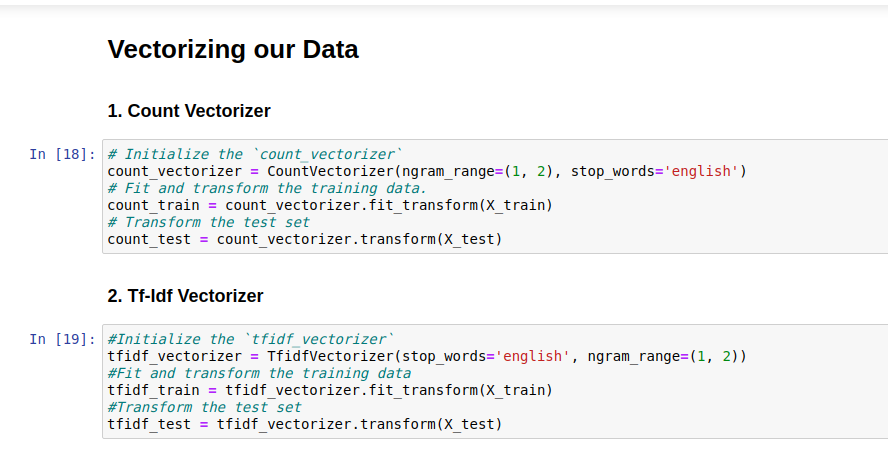 Vectorizing our Data
1. Count Vectorizer
In [18]:
# Initialize the `count_vectorizer`
count_vectorizer = CountVectorizer(ngram_range=(1, 2), stop_words='english')
# Fit and transform the training data.
count_train = count_vectorizer.fit_transform(X_train)
# Transform the test set
count_test = count_vectorizer.transform(X_test)
2. Tf-Idf Vectorizer
In [19]:
#Initialize the `tfidf_vectorizer`
tfidf_vectorizer = TfidfVectorizer(stop_words='english', ngram_range=(1, 2))
#Fit and transform the training data
tfidf_train = tfidf_vectorizer.fit_transform(X_train)
#Transform the test set
tfidf_test = tfidf_vectorizer.transform(X_test)